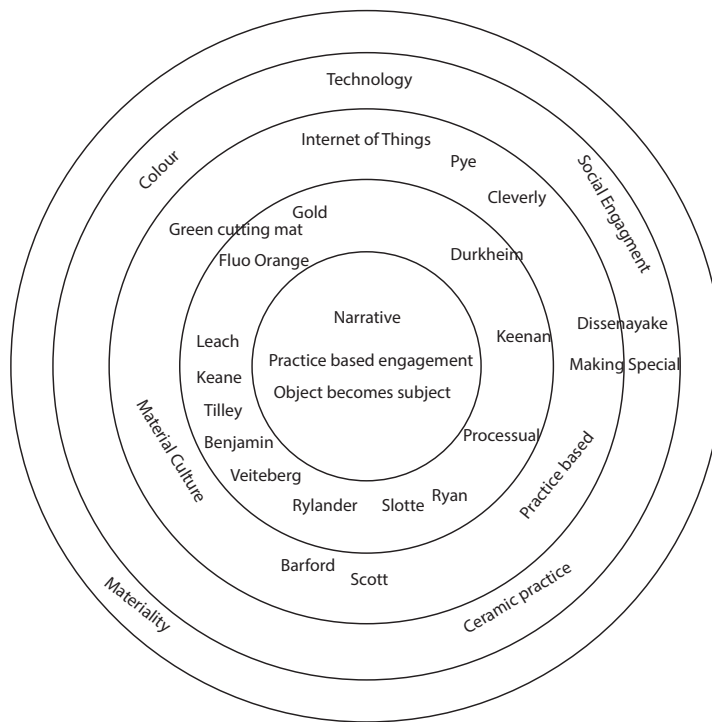 Technology
Internet of Things
Colour
Pye
Social Engagment
Cleverly
Gold
Green cutting mat
Fluo Orange
Durkheim
Narrative
Dissenayake
Keenan
Leach
Practice based engagement
Making Special
Keane
Object becomes subject
Tilley
Benjamin
Processual
Material Culture
Practice based
Veiteberg
Rylander
Slotte
Ryan
Barford
Scott
Ceramic practice
Materiality